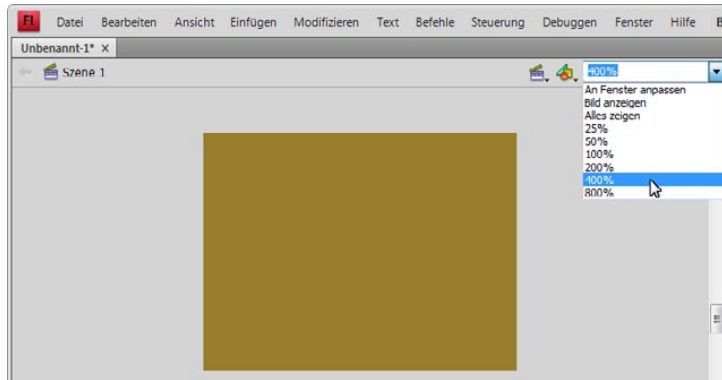 FL Datei Bearbeiten Ansicht Einfügen Modifizieren Text Befehle Steuerung Debuggen Fenster Hilfe B
Unbenannt-1* X
Szene 1 400%
An Fenster anpassen
Bild anzeigen
Alles zeigen
25%
50%
100%
200%
400%
800%